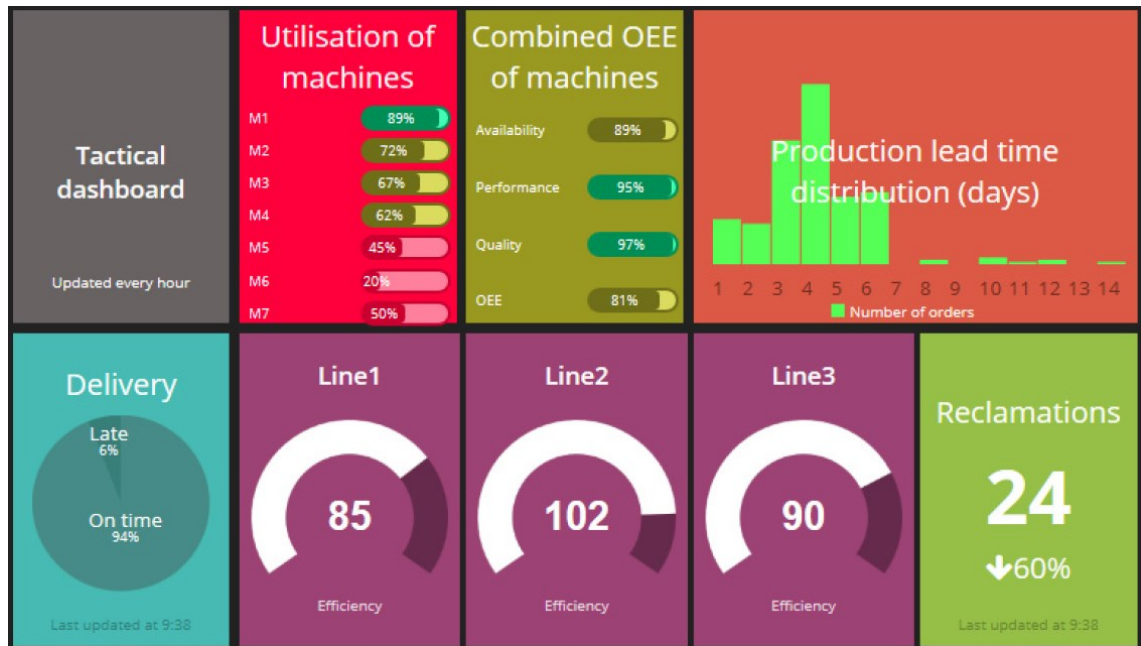 Tactical
dashboard
Updated every hour
Utilisation of
machines
M1 89%
M2 72%
M3 67%
M4 62%
M5 45%
M6 20%
M7 50%
Combined OEE
of machines
Availability 89%
Performance 95%
Quality 97%
OEE 81%
Production lead time
distribution (days)
1 2 3 4 5 6 7 8 9 10 11 12 13 14
Number of orders
Delivery
Late
6%
On time
94%
Last updated at 9:38
Line1
85
Efficiency
Line2
102
Efficiency
Line3
90
Efficiency
Reclamations
24
60%
Last updated at 9:38